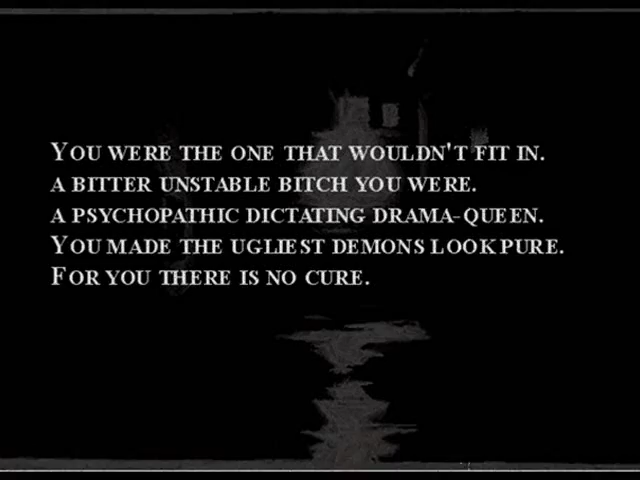 You were the one that wouldn't fit in.
a bitter unstable bitch you were.
a psychopathic dictating drama-queen.
You made the ugliest demons look pure.
For you there is no cure.